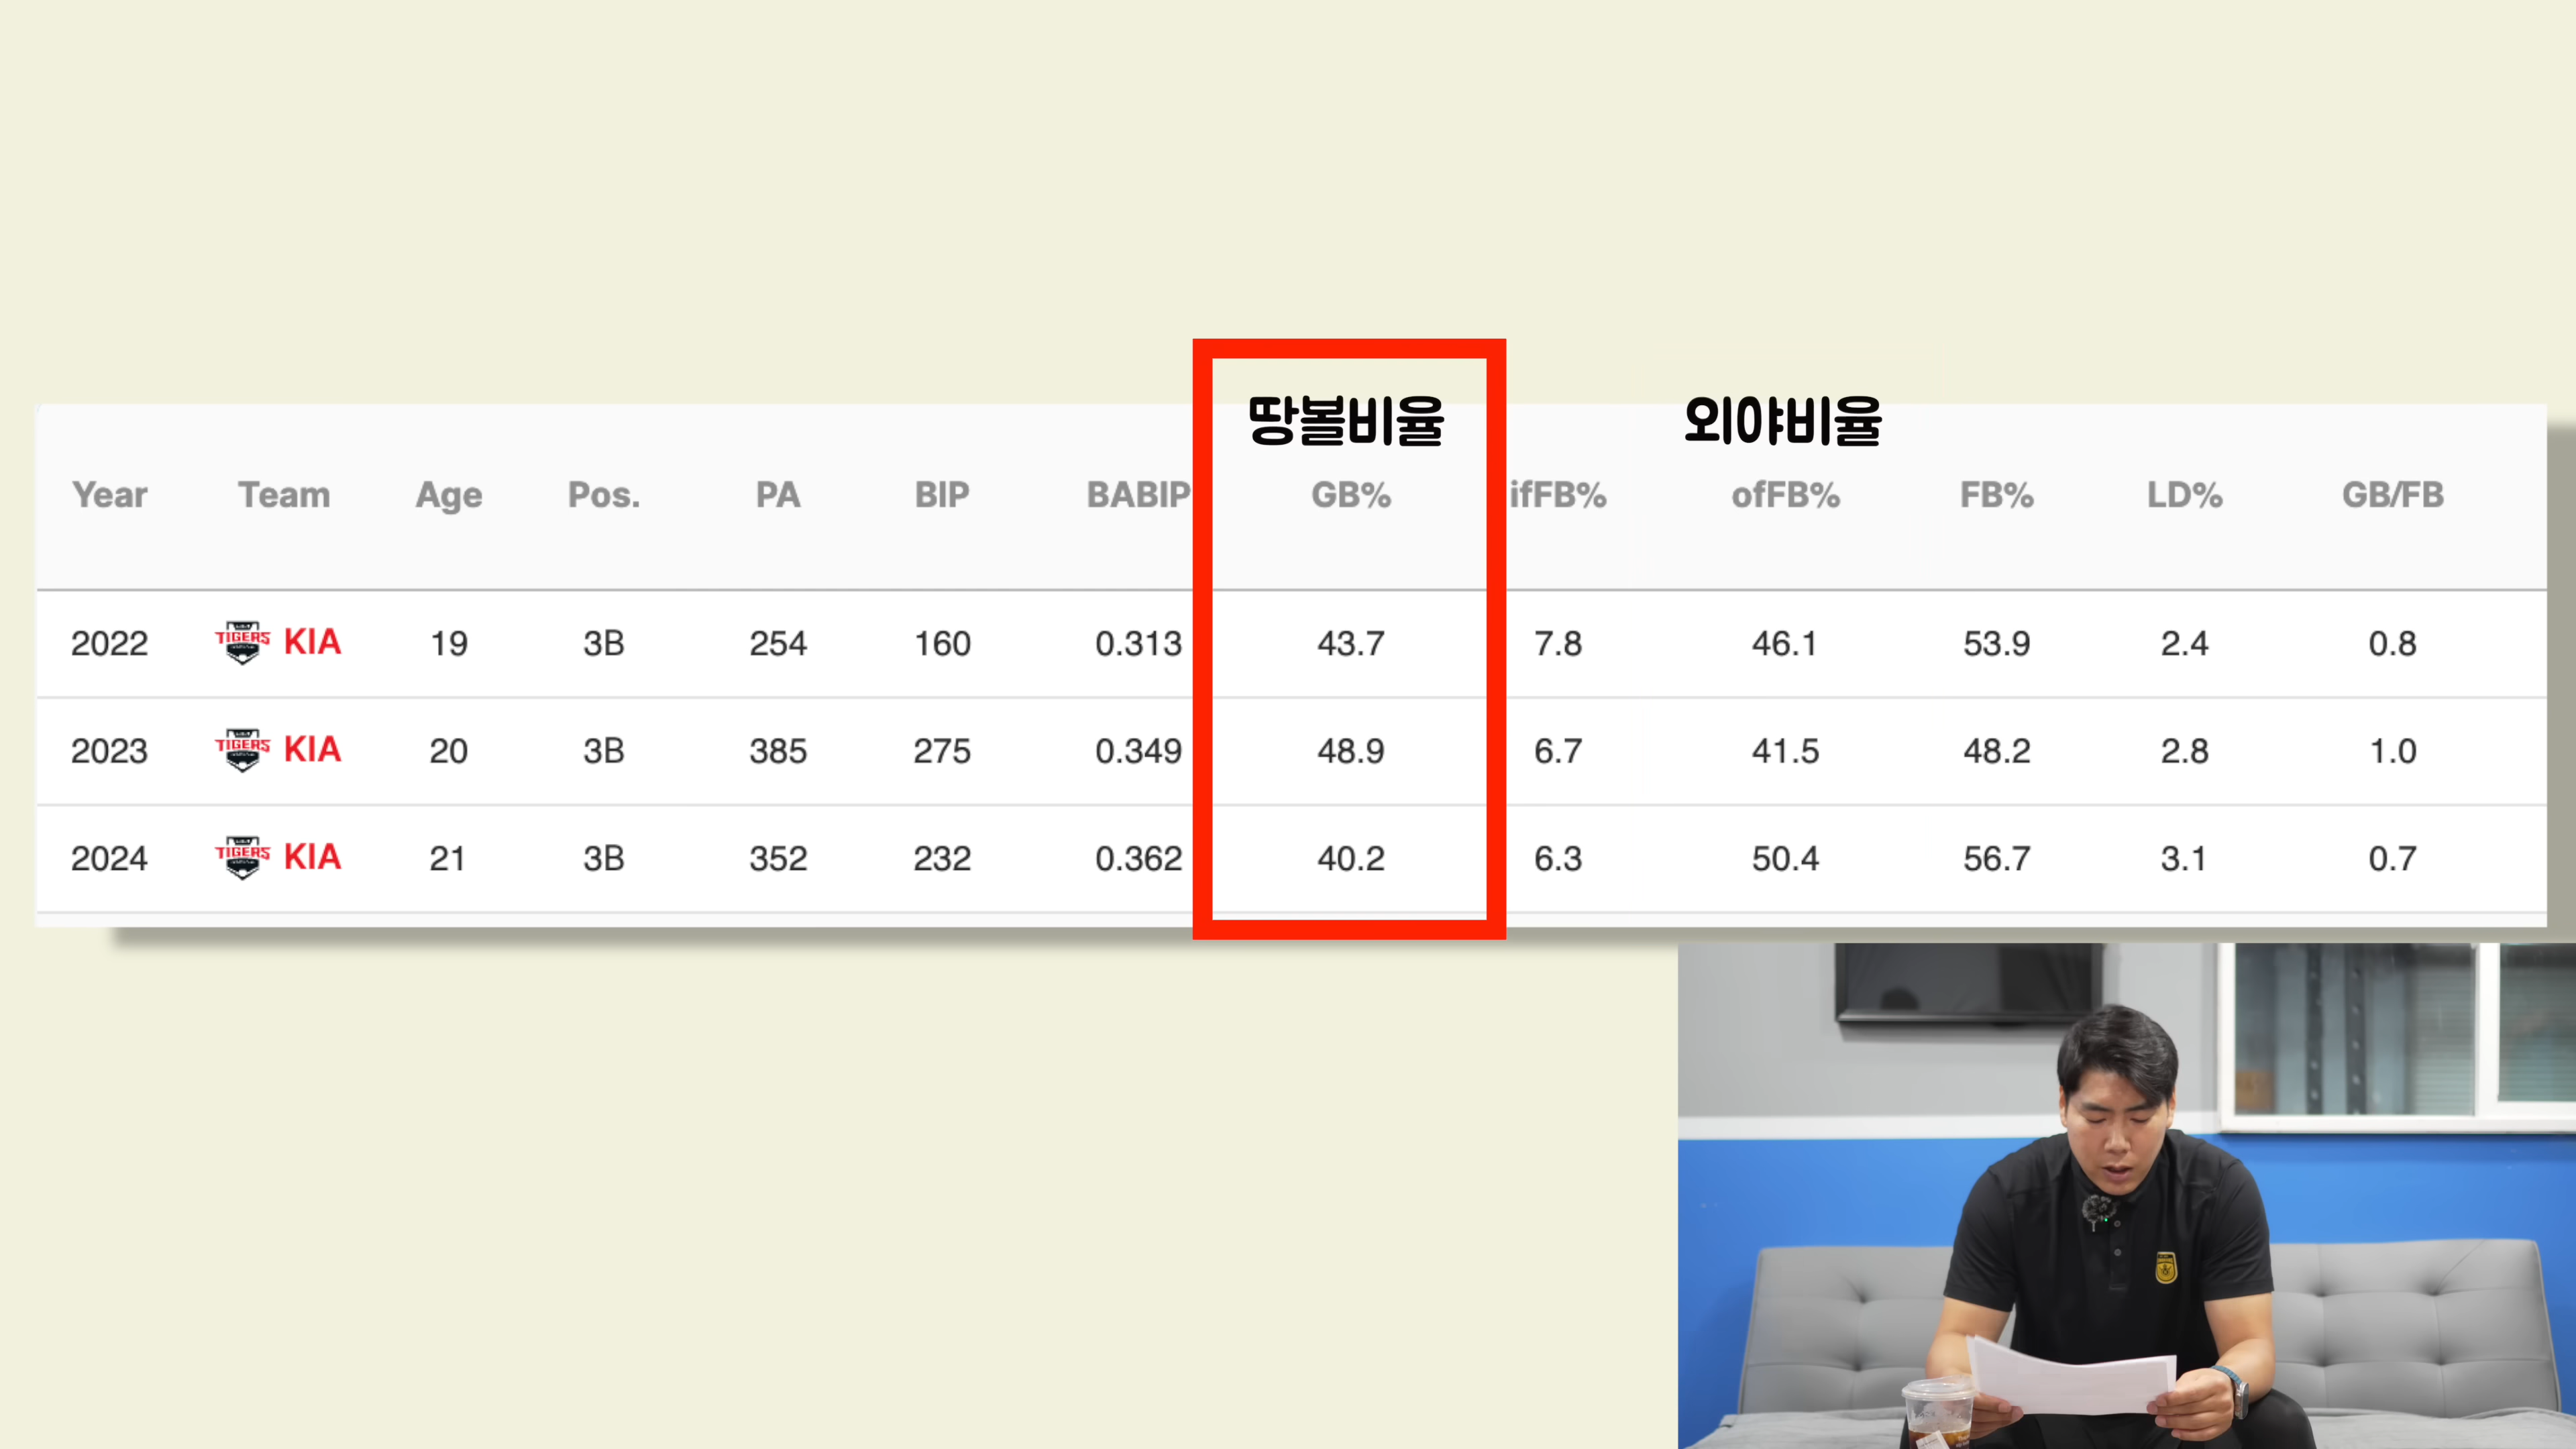 땅볼비율 외야비율
Year Team Age Pos. PA BIP BABIP GB% ifFB% ofFB% FB% LD% GB/FB
2022 TIGERS KIA 19 3B 254 160 0.313 43.7 7.8 46.1 53.9 2.4 0.8
2023 TIGERS KIA 20 3B 385 275 0.349 48.9 6.7 41.5 48.2 2.8 1.0
2024 TIGERS KIA 21 3B 352 232 0.362 40.2 6.3 50.4 56.7 3.1 0.7